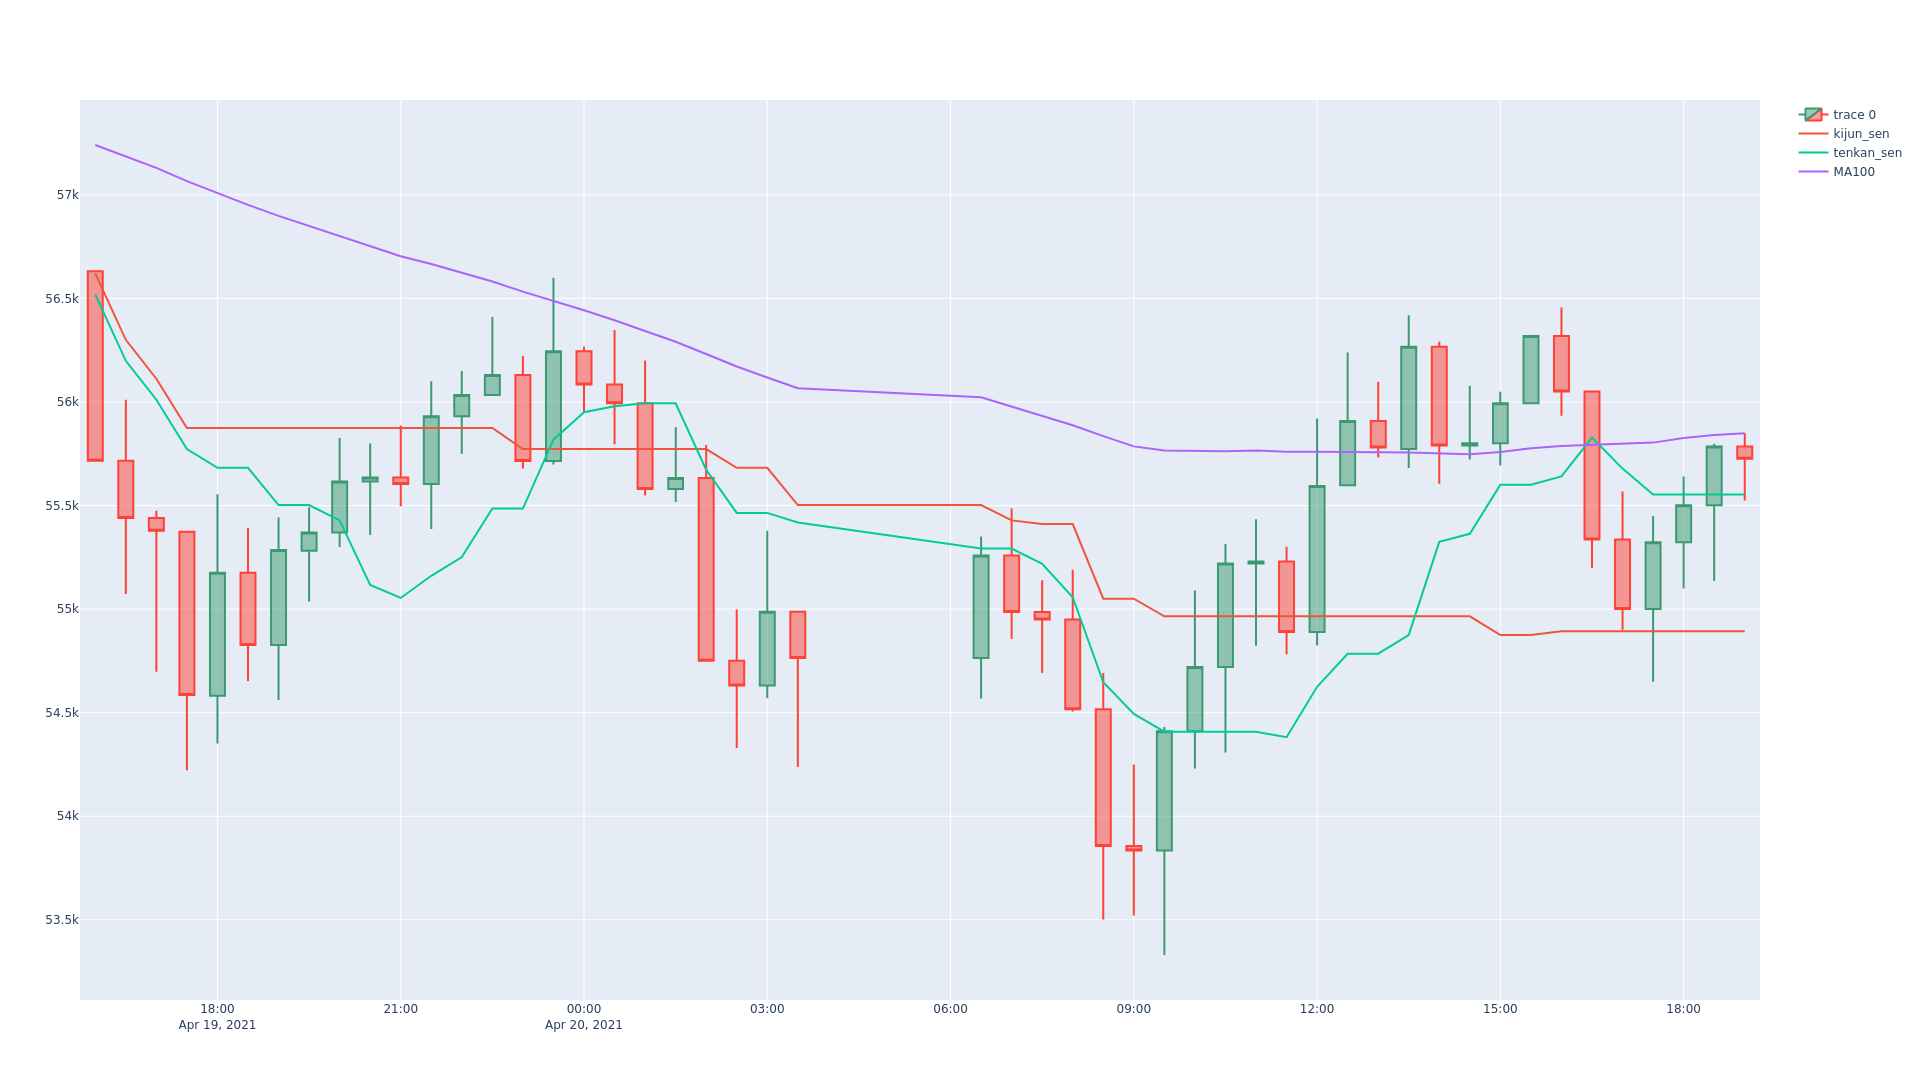 trace 0
kijun_sen
tenkan_sen
MA100
57k
56.5k
56k
55.5k
55k
54.5k
54k
53.5k
18:00 21:00 00:00 03:00 06:00 09:00 12:00 15:00 18:00
Apr 19, 2021 Apr 20, 2021